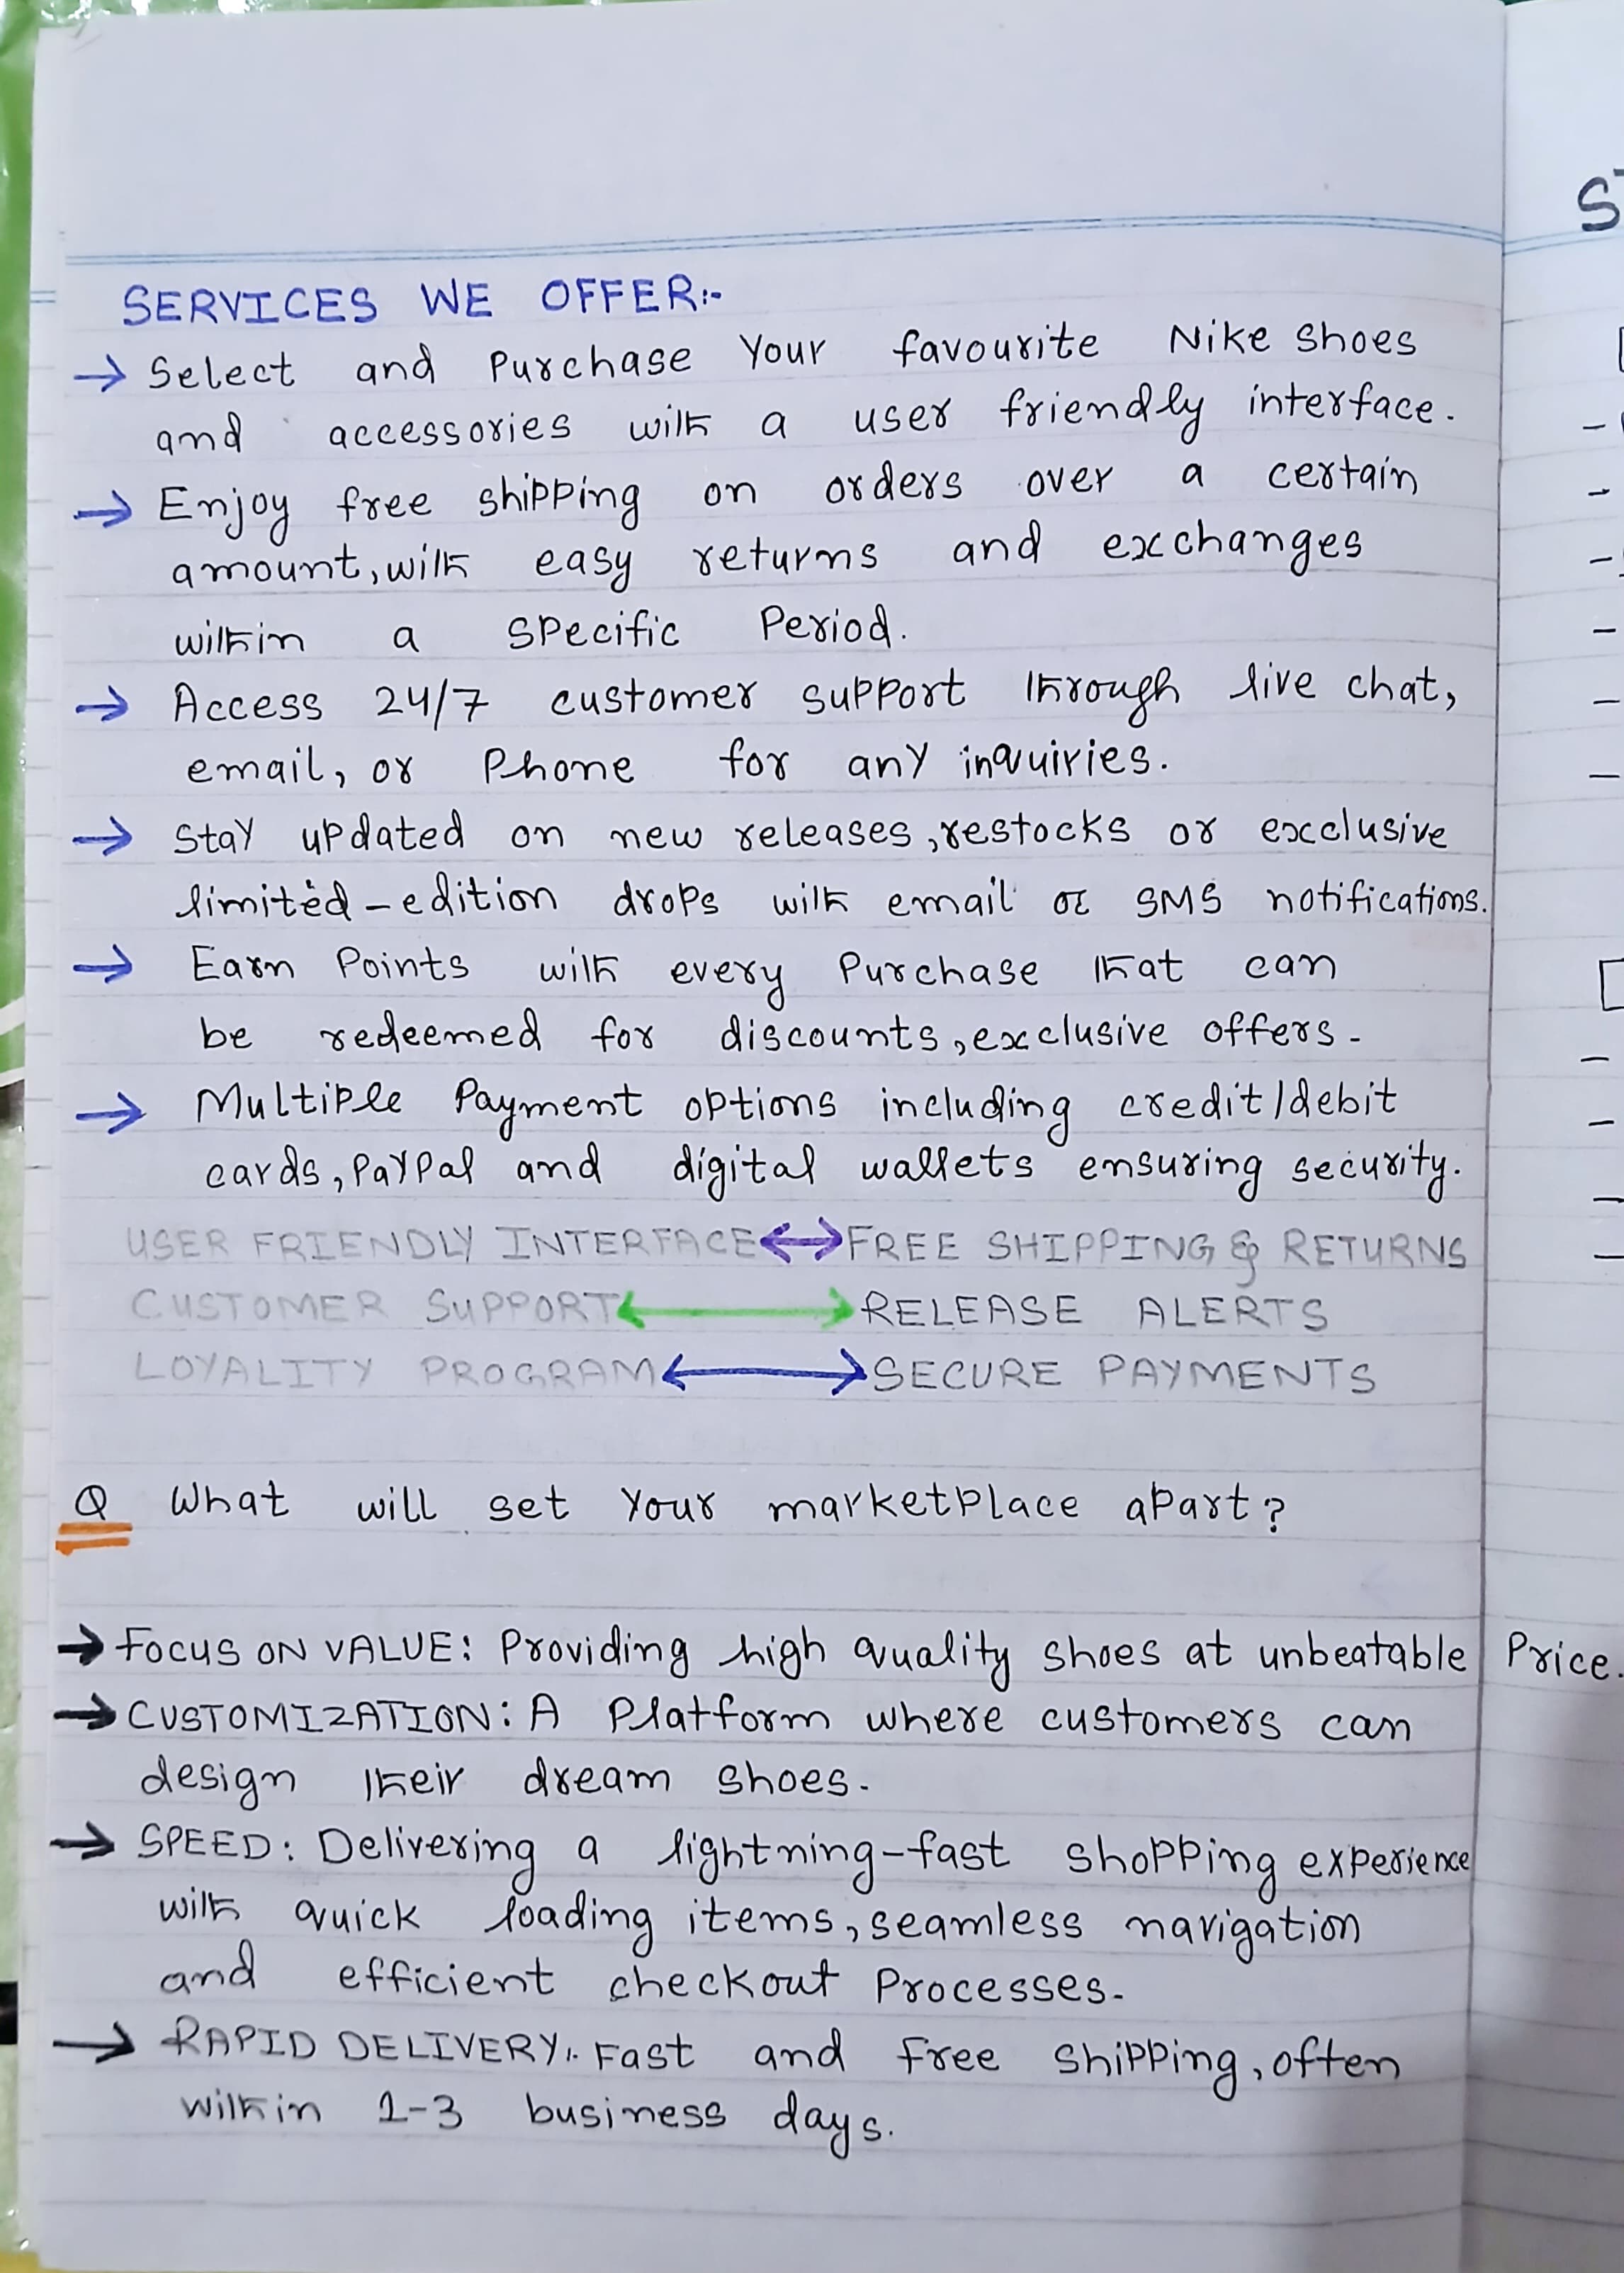 SERVICES WE OFFER:-
→ Select and Purchase Your favourite Nike shoes
and accessories with a user friendly interface.
→ Enjoy free shipping on orders over a certain
amount, with easy returns and exchanges
within a specific Period.
→ Access 24/7 customer support through live chat,
email, or Phone for any inquiries.
→ Stay updated on new releases, restocks or exclusive
limited-edition drops with email or SMS notifications.
→ Earn Points with every Purchase that can
be redeemed for discounts, exclusive offers.
→ Multiple Payment options including credit/debit
cards, PayPal and digital wallets ensuring security.
USER FRIENDLY INTERFACE ↔ FREE SHIPPING & RETURNS
CUSTOMER SUPPORT ↔ RELEASE ALERTS
LOYALITY PROGRAM ↔ SECURE PAYMENTS
Q What will set Your marketplace apart?
→ FOCUS ON VALUE: Providing high quality shoes at unbeatable Price.
→ CUSTOMIZATION: A Platform where customers can
design their dream shoes.
→ SPEED: Delivering a lightning-fast shopping experience
with quick loading items, seamless navigation
and efficient checkout Processes.
→ RAPID DELIVERY:. Fast and free shipping, often
within 1-3 business days.